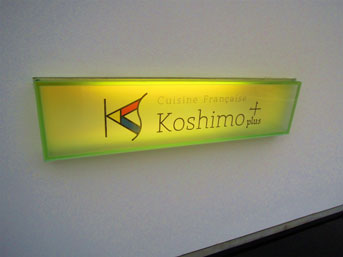 Cuisine Française
Koshimo+
plus